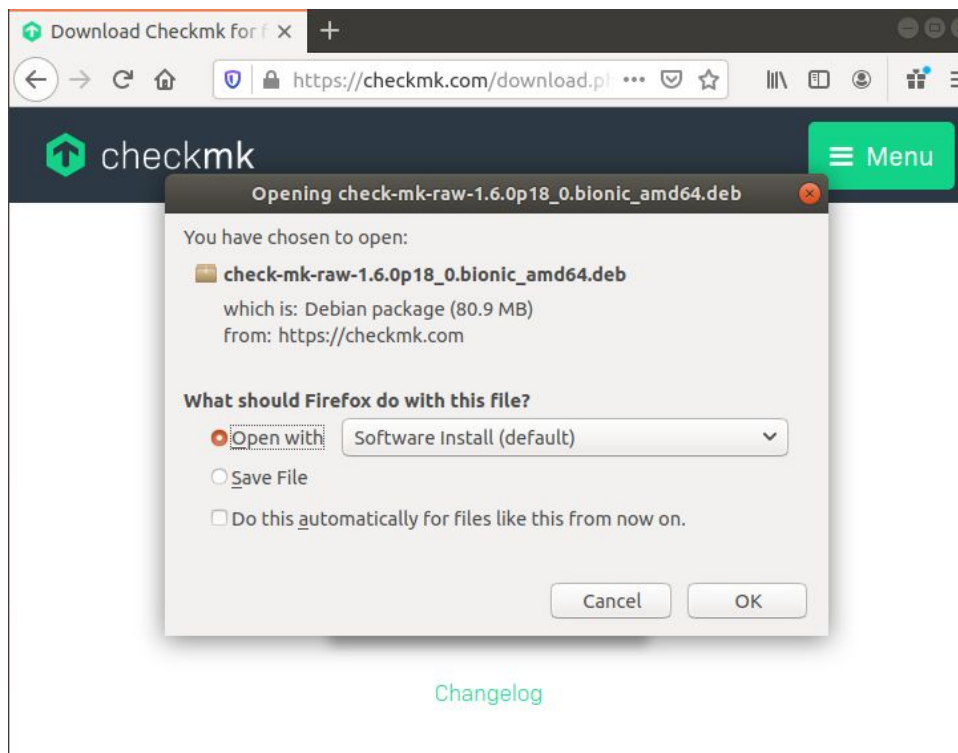 Download Checkmk for f
https://checkmk.com/download.p
checkmk
Menu
Opening check-mk-raw-1.6.0p18_0.bionic_amd64.deb
You have chosen to open:
check-mk-raw-1.6.0p18_0.bionic_amd64.deb
which is: Debian package (80.9 MB)
from: https://checkmk.com
What should Firefox do with this file?
Open with Software Install (default)
Save File
Do this automatically for files like this from now on.
Cancel OK
Changelog